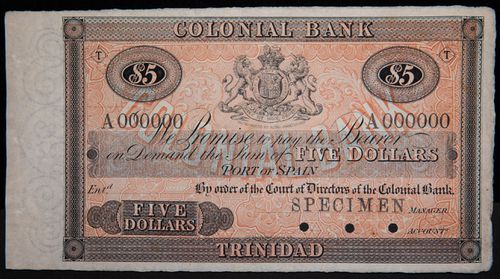 COLONIAL BANK
T T
$5 $5
A 000000 A 000000
We Promise to pay the Bearer
on Demand the Sum of FIVE DOLLARS
PORT OF SPAIN
Ent.d By order of the Court of Directors of the Colonial Bank.
SPECIMEN MANAGER
FIVE
DOLLARS ACCOUNT.T
TRINIDAD